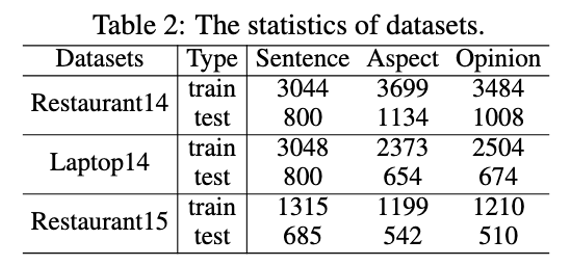 Table 2: The statistics of datasets.
Datasets Type Sentence Aspect Opinion
Restaurant14 train 3044 3699 3484
test 800 1134 1008
Laptop14 train 3048 2373 2504
test 800 654 674
Restaurant15 train 1315 1199 1210
test 685 542 510